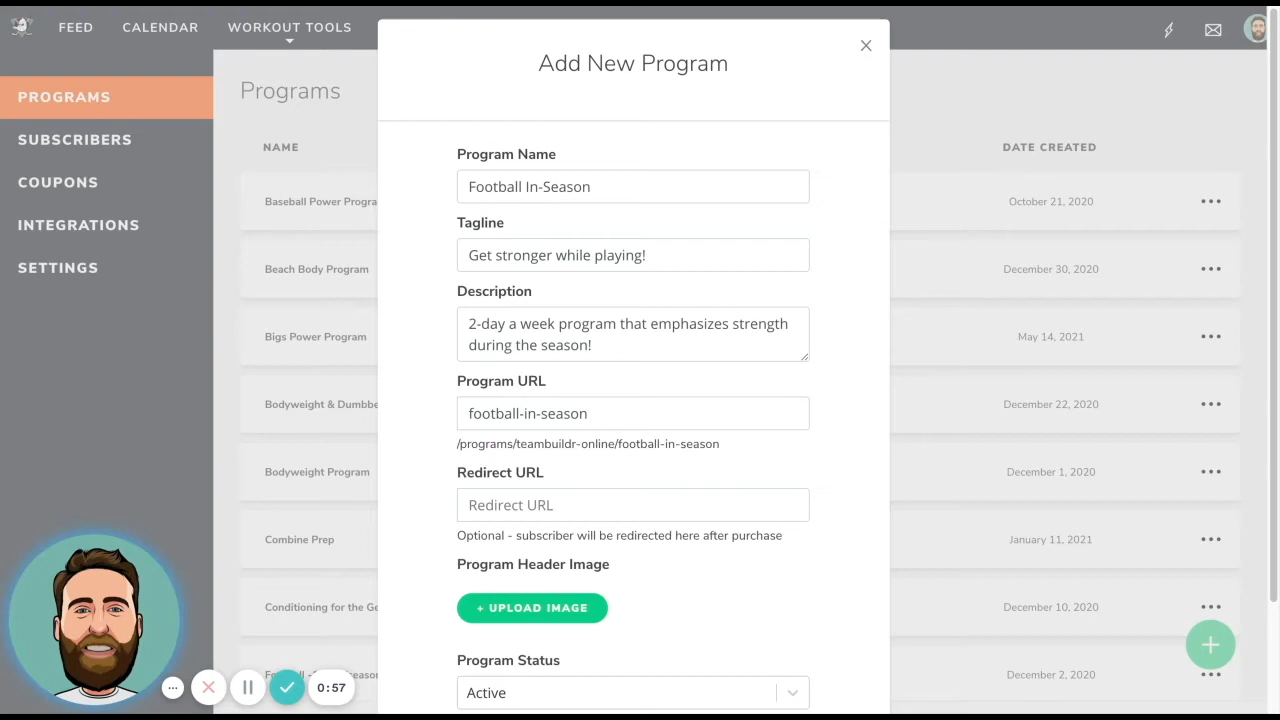 FEED
CALENDAR
WORKOUT TOOLS
PROGRAMS
SUBSCRIBERS
COUPONS
INTEGRATIONS
SETTINGS
Programs
NAME
DATE CREATED
Baseball Power Progra
October 21, 2020
Beach Body Program
December 30, 2020
Bigs Power Program
May 14, 2021
Bodyweight & Dumbbe
December 22, 2020
Bodyweight Program
December 1, 2020
Combine Prep
January 11, 2021
Conditioning for the Ge
December 10, 2020
December 2, 2020
Add New Program
Program Name
Football In-Season
Tagline
Get stronger while playing!
Description
2-day a week program that emphasizes strength
during the season!
Program URL
football-in-season
/programs/teambuildr-online/football-in-season
Redirect URL
Redirect URL
Optional - subscriber will be redirected here after purchase
Program Header Image
+ UPLOAD IMAGE
Program Status
Active
0:57